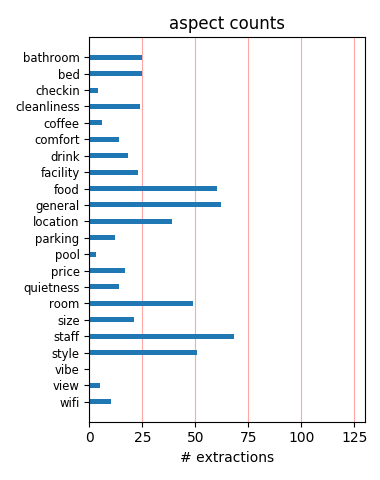 aspect counts
bathroom
bed
checkin
cleanliness
coffee
comfort
drink
facility
food
general
location
parking
pool
price
quietness
room
size
staff
style
vibe
view
wifi
0 25 50 75 100 125
# extractions